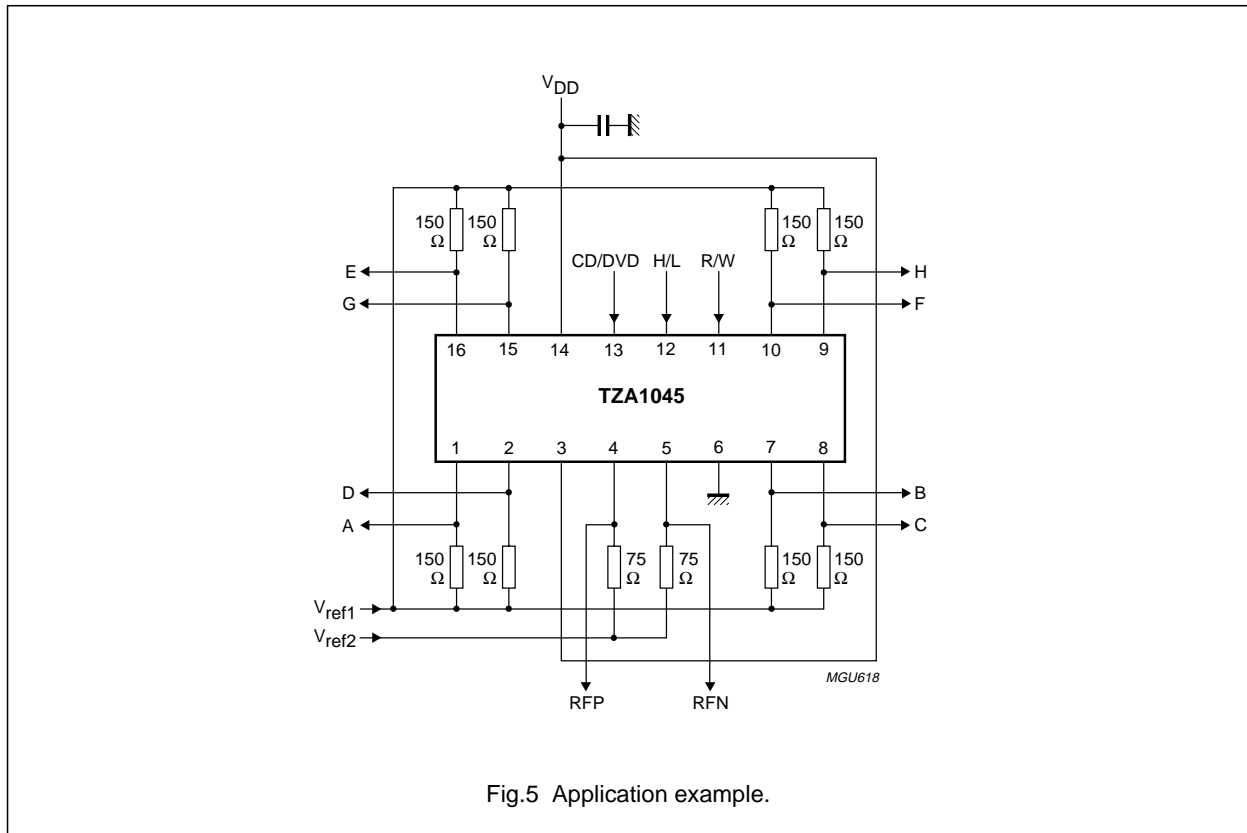 VDD
150 Ω 150 Ω 150 Ω 150 Ω
E CD/DVD H/L R/W H
G F
16 15 14 13 12 11 10 9
TZA1045
1 2 3 4 5 6 7 8
D B
A C
150 Ω 150 Ω 75 Ω 75 Ω 150 Ω 150 Ω
Vref1
Vref2
MGU618
RFP RFN
Fig.5 Application example.